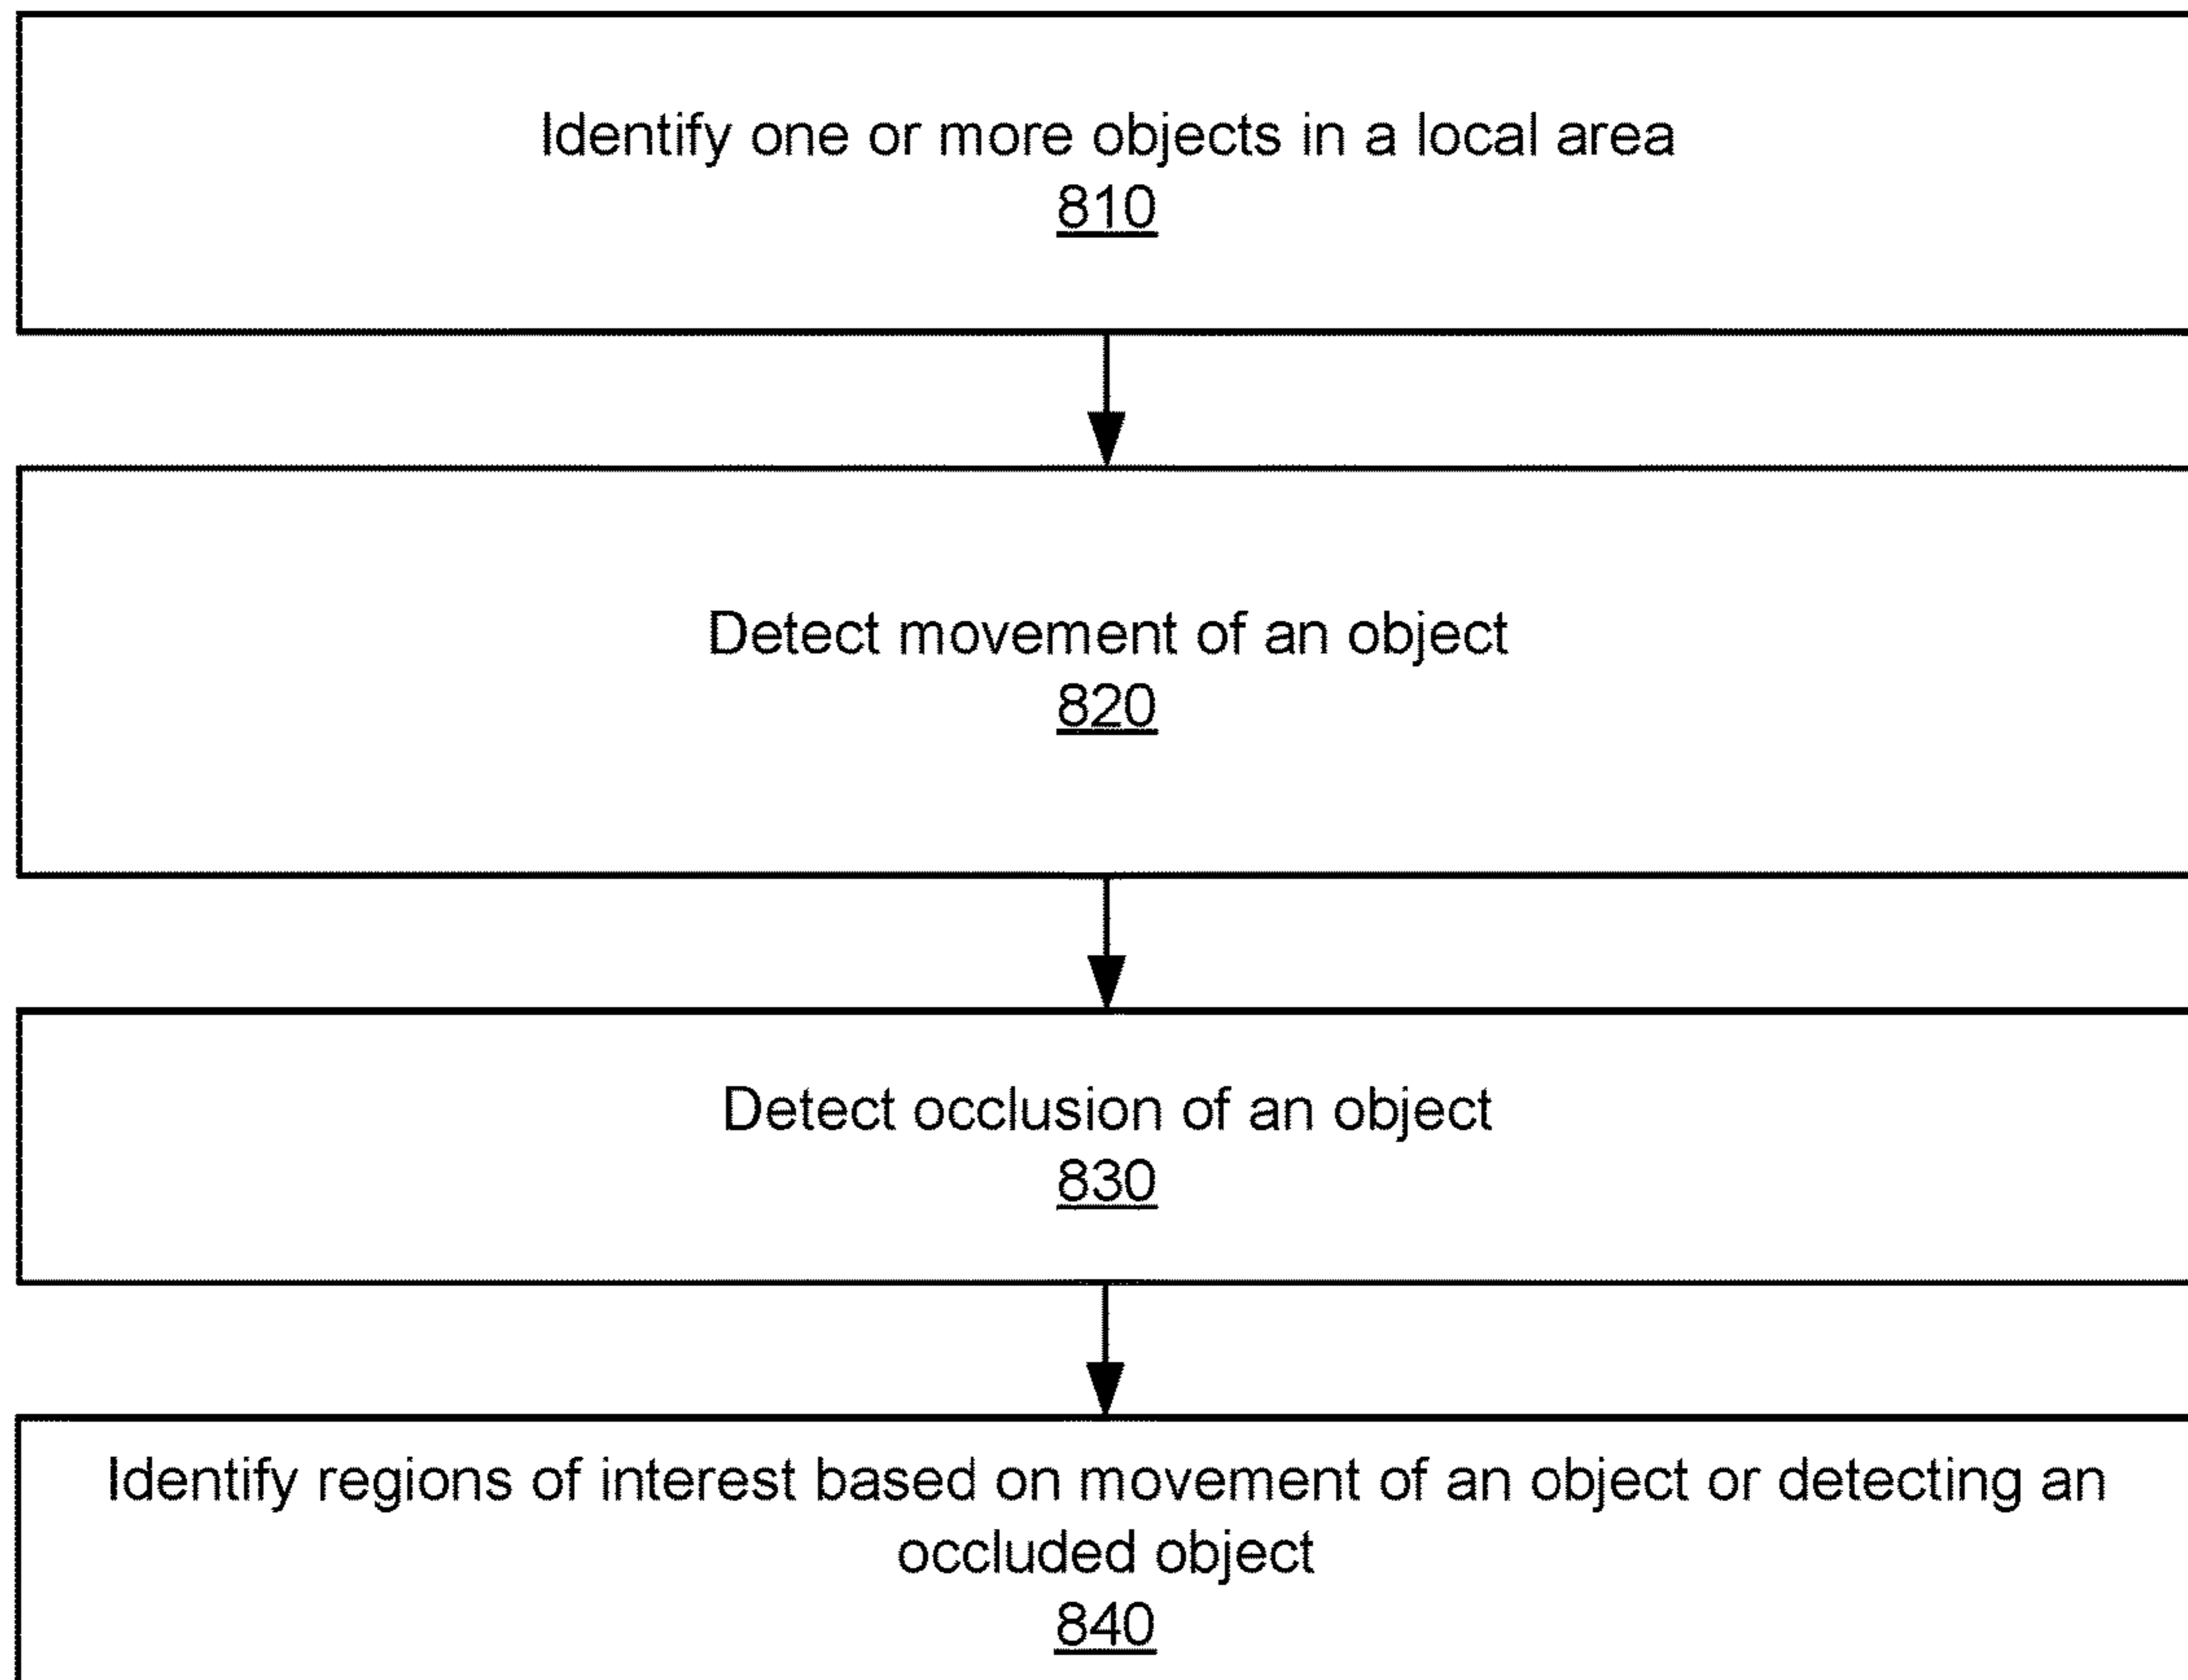 Identify one or more objects in a local area
810
Detect movement of an object
820
Detect occlusion of an object
830
Identify regions of interest based on movement of an object or detecting an
occluded object
840